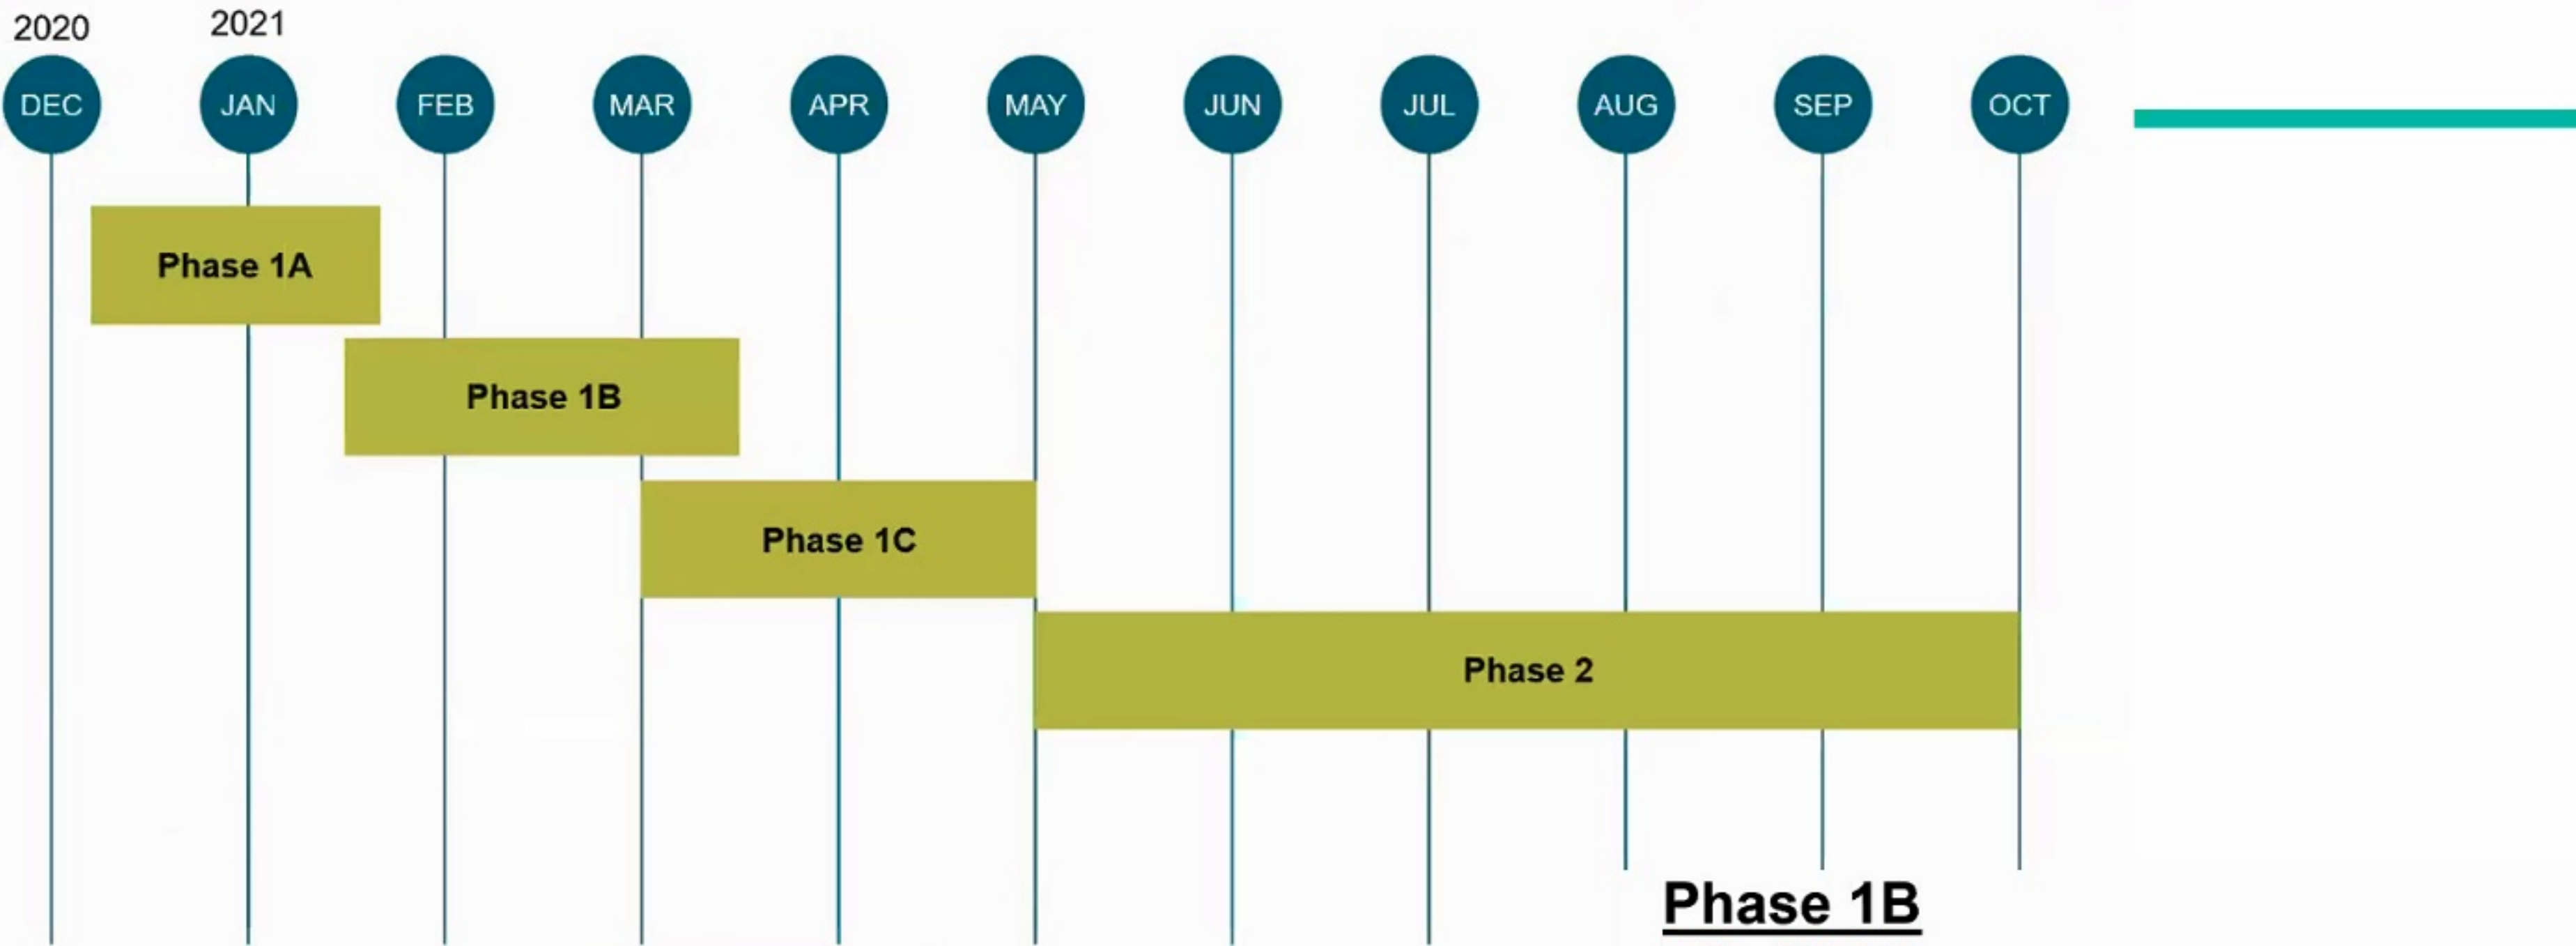 2020 2021
DEC JAN FEB MAR APR MAY JUN JUL AUG SEP OCT
Phase 1A
Phase 1B
Phase 1C
Phase 2
Phase 1B